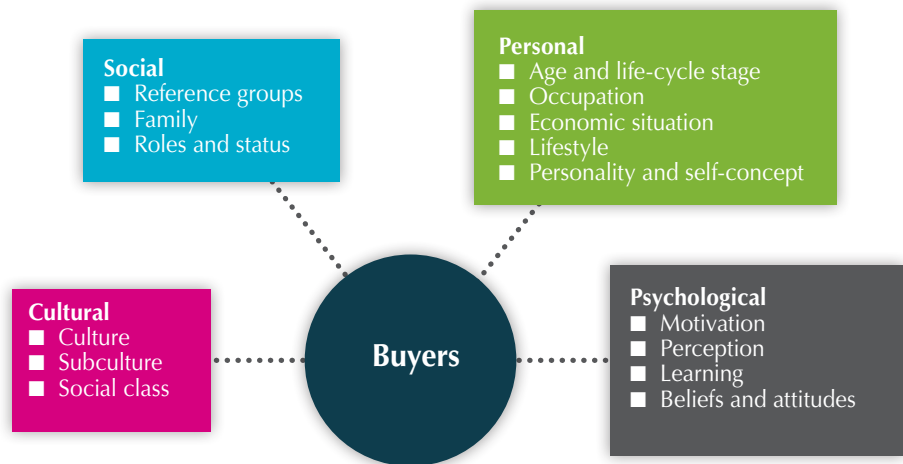 Social
■ Reference groups
■ Family
■ Roles and status
Personal
■ Age and life-cycle stage
■ Occupation
■ Economic situation
■ Lifestyle
■ Personality and self-concept
Cultural
■ Culture
■ Subculture
■ Social class
Buyers
Psychological
■ Motivation
■ Perception
■ Learning
■ Beliefs and attitudes